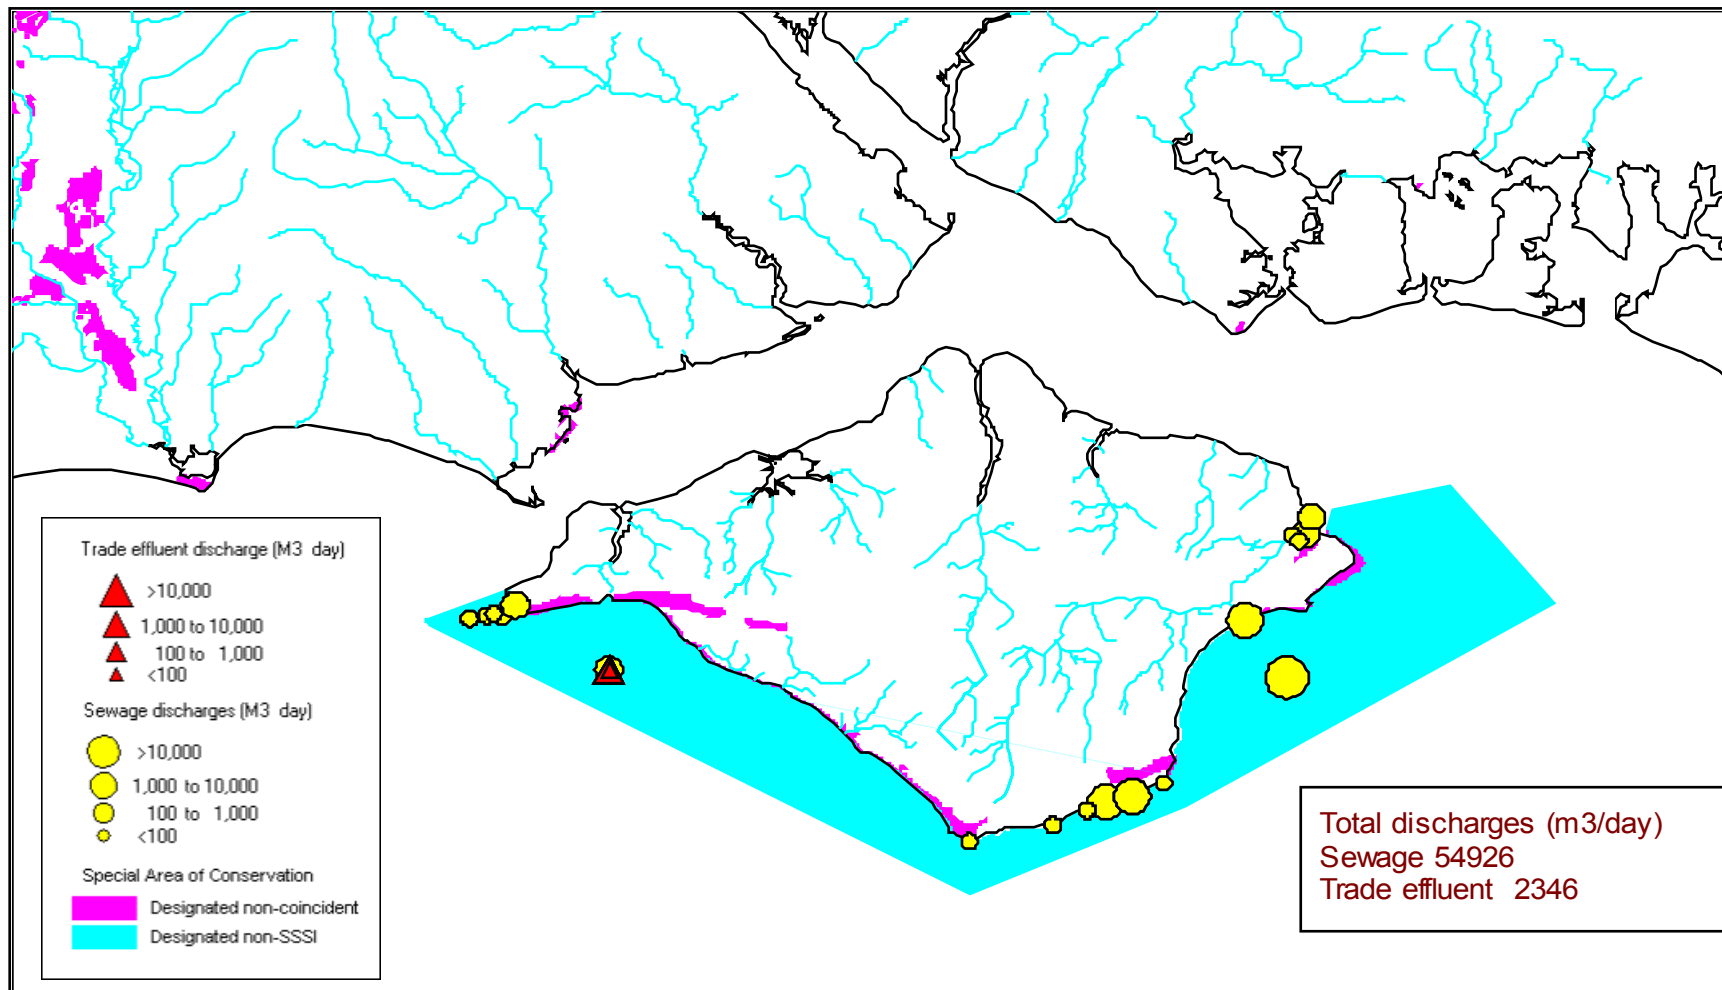 Trade effluent discharge (M3 day)
>10,000
1,000 to 10,000
100 to 1,000
<100
Sewage discharges (M3 day)
>10,000
1,000 to 10,000
100 to 1,000
<100
Special Area of Conservation
Designated non-coincident
Designated non-SSSI
Total discharges (m3/day)
Sewage 54926
Trade effluent 2346